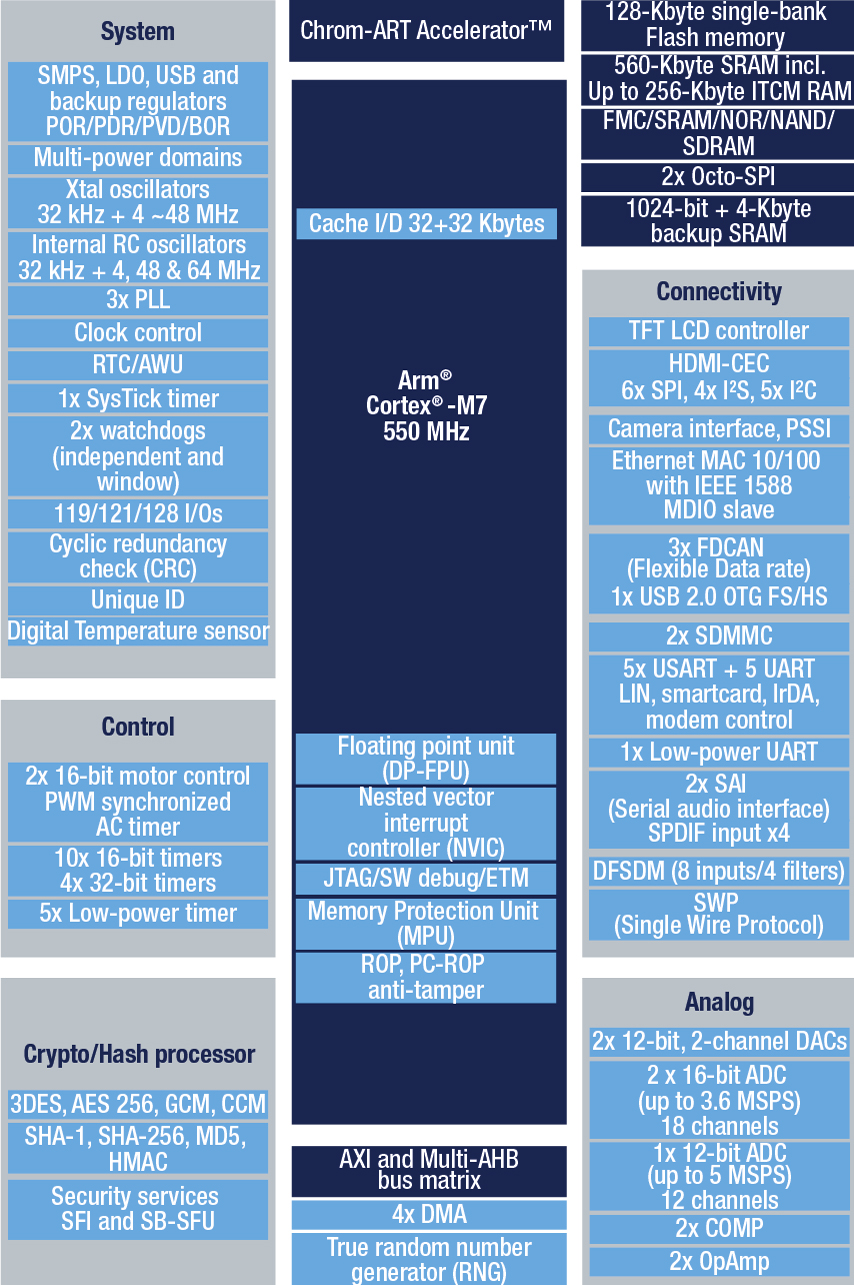 System
SMPS, LDO, USB and
backup regulators
POR/PDR/PVD/BOR
Multi-power domains
Xtal oscillators
32 kHz + 4 ~48 MHz
Internal RC oscillators
32 kHz + 4, 48 & 64 MHz
3x PLL
Clock control
RTC/AWU
1x SysTick timer
2x watchdogs
(independent and
window)
119/121/128 I/Os
Cyclic redundancy
check (CRC)
Unique ID
Digital Temperature sensor
Control
2x 16-bit motor control
PWM synchronized
AC timer
10x 16-bit timers
4x 32-bit timers
5x Low-power timer
Crypto/Hash processor
3DES, AES 256, GCM, CCM
SHA-1, SHA-256, MD5,
HMAC
Security services
SFI and SB-SFU
Chrom-ART Accelerator™
Cache I/D 32+32 Kbytes
Arm®
Cortex® -M7
550 MHz
Floating point unit
(DP-FPU)
Nested vector
interrupt
controller (NVIC)
JTAG/SW debug/ETM
Memory Protection Unit
(MPU)
ROP, PC-ROP
anti-tamper
AXI and Multi-AHB
bus matrix
4x DMA
True random number
generator (RNG)
128-Kbyte single-bank
Flash memory
560-Kbyte SRAM incl.
Up to 256-Kbyte ITCM RAM
FMC/SRAM/NOR/NAND/
SDRAM
2x Octo-SPI
1024-bit + 4-Kbyte
backup SRAM
Connectivity
TFT LCD controller
HDMI-CEC
6x SPI, 4x I²S, 5x I²C
Camera interface, PSSI
Ethernet MAC 10/100
with IEEE 1588
MDIO slave
3x FDCAN
(Flexible Data rate)
1x USB 2.0 OTG FS/HS
2x SDMMC
5x USART + 5 UART
LIN, smartcard, IrDA,
modem control
1x Low-power UART
2x SAI
(Serial audio interface)
SPDIF input x4
DFSDM (8 inputs/4 filters)
SWP
(Single Wire Protocol)
Analog
2x 12-bit, 2-channel DACs
2 x 16-bit ADC
(up to 3.6 MSPS)
18 channels
1x 12-bit ADC
(up to 5 MSPS)
12 channels
2x COMP
2x OpAmp